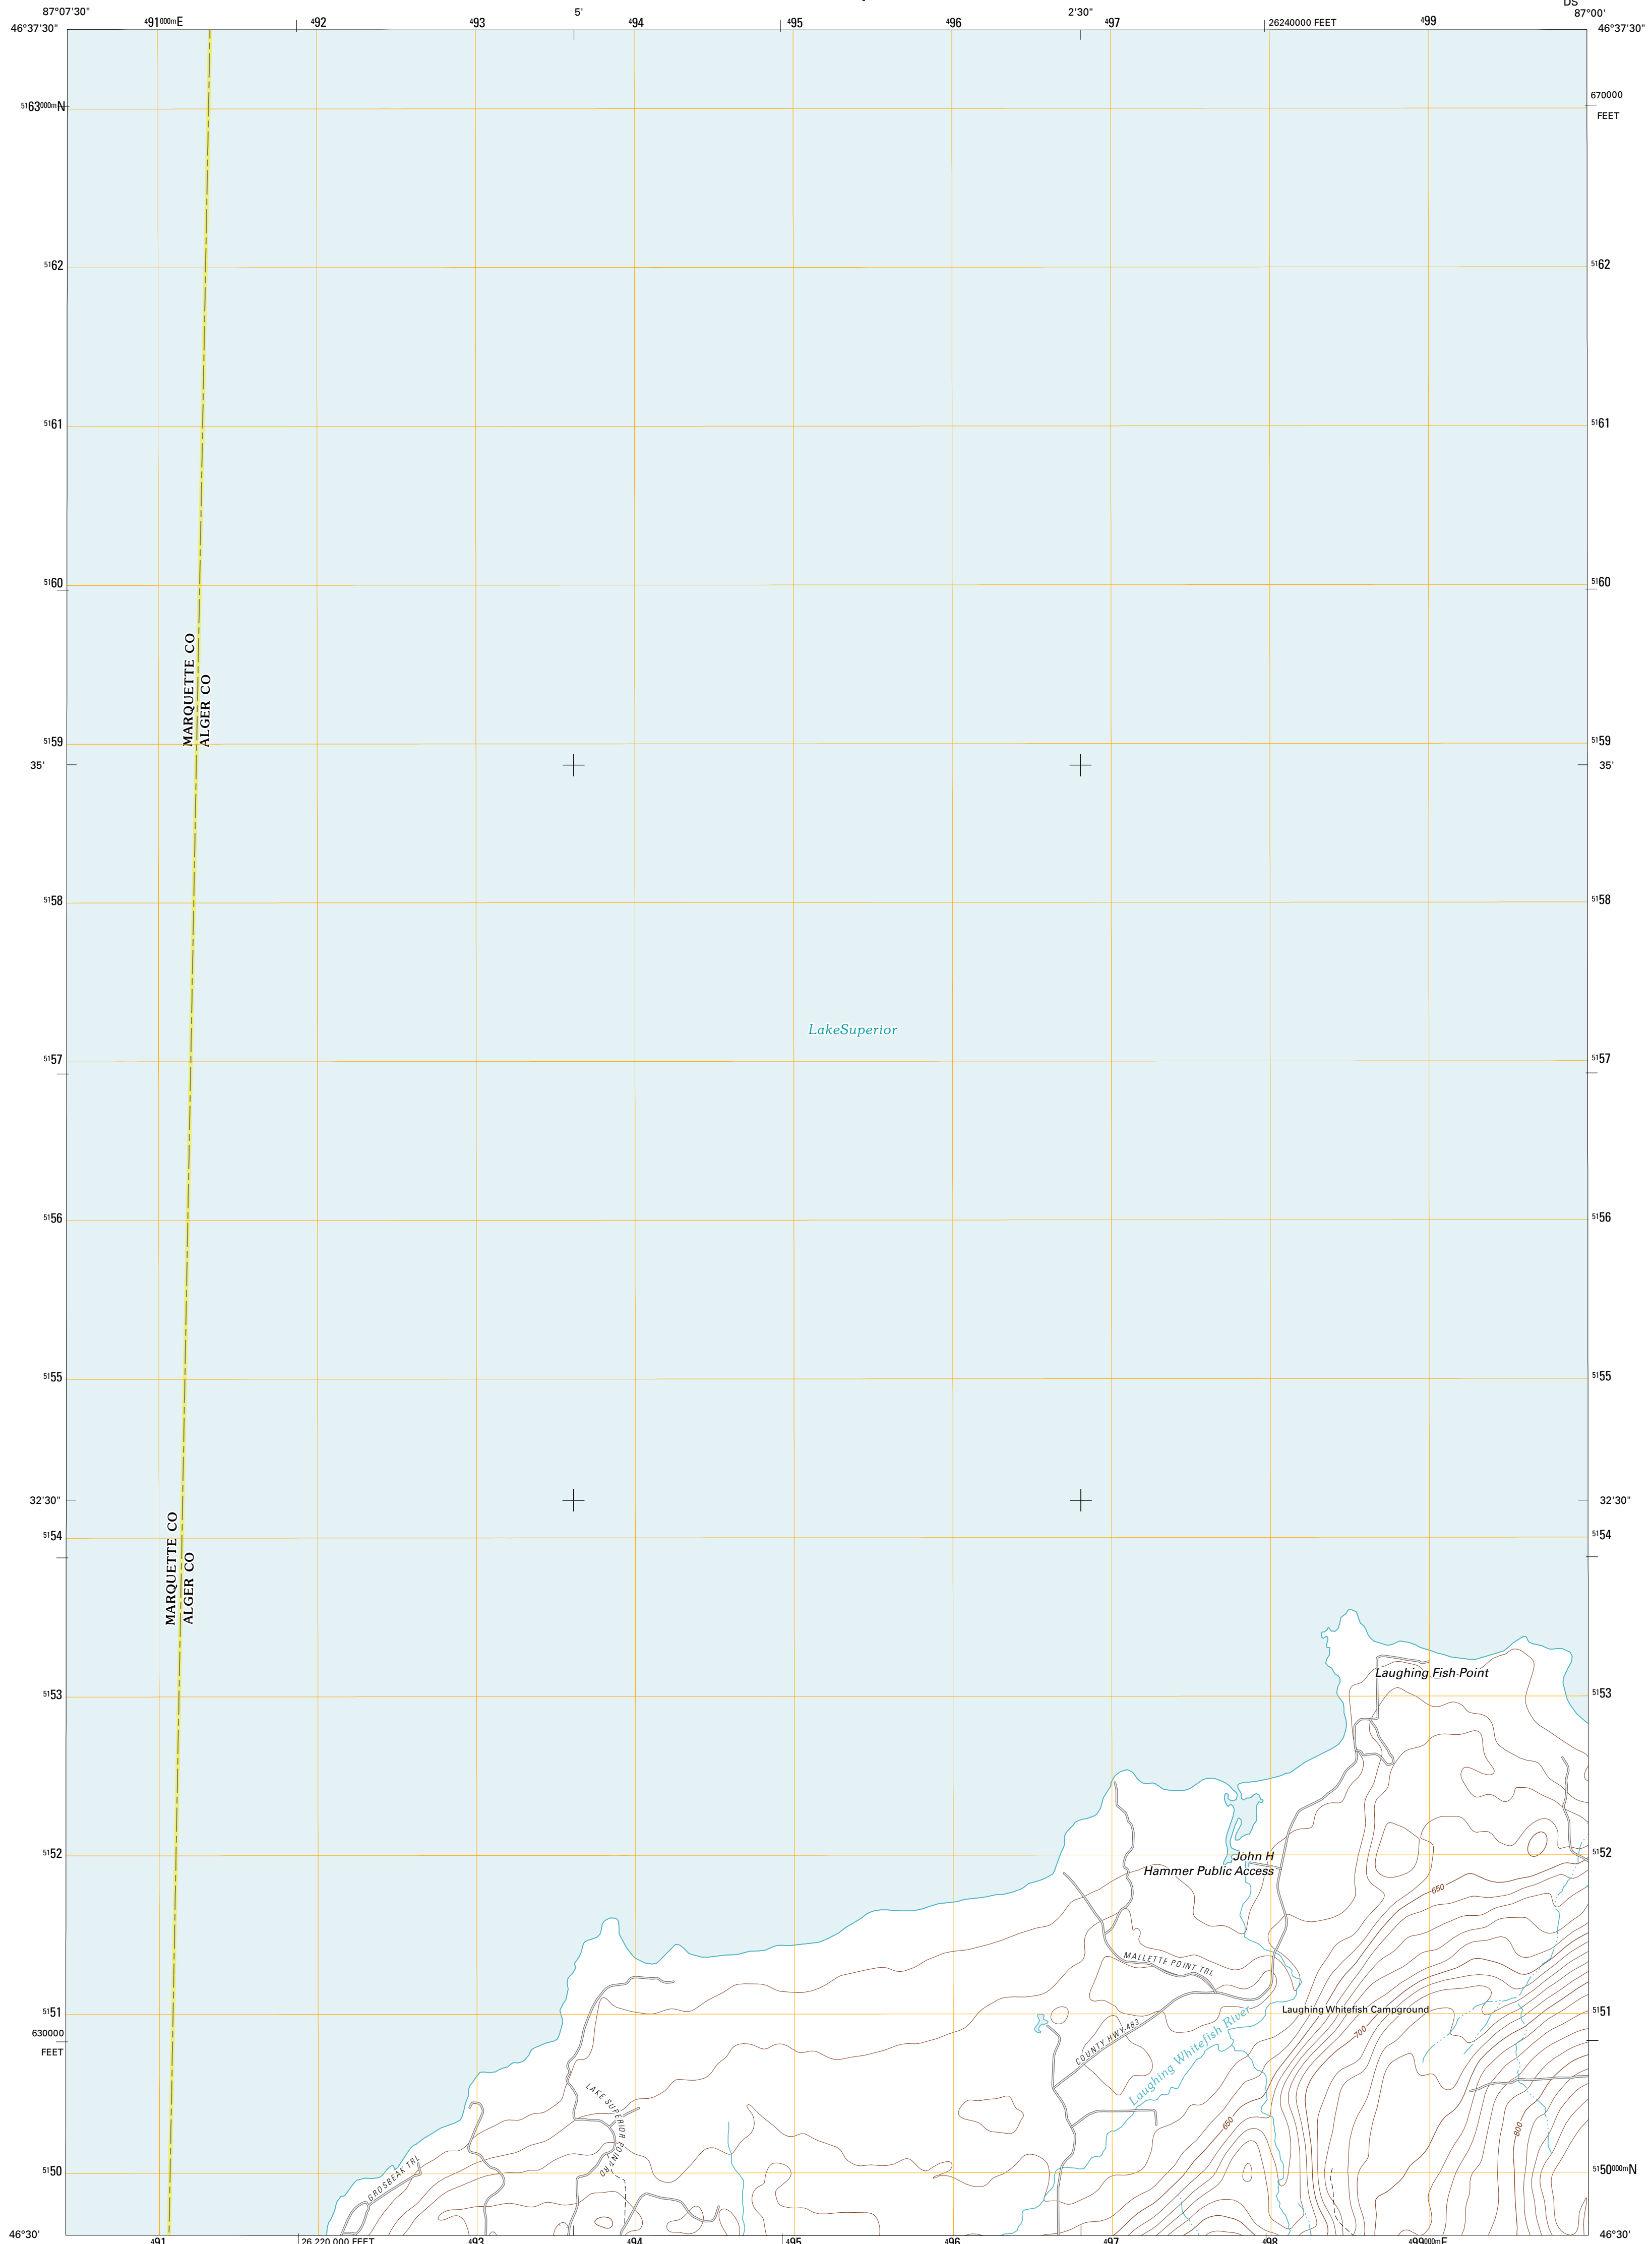 DS
87°07'30"
5'
2'30"
87°00'
491000mE
492
493
494
495
496
497
26240000 FEET
499
46°37'30"
46°37'30"
5163000mN
670000
FEET
5162
5162
5161
5161
5160
5160
MARQUETTE CO
ALGER CO
5159
5159
35'
35'
5158
5158
LakeSuperior
5157
5157
5156
5156
5155
5155
32'30"
32'30"
5154
5154
MARQUETTE CO
ALGER CO
Laughing Fish Point
5153
5153
5152
5152
John H
Hammer Public Access
650
MALLETTE POINT TRL
5151
5151
Laughing Whitefish Campground
630000
FEET
COUNTY HWY-483
700
Laughing Whitefish River
LAKE SUPERIOR POINT RD
650
800
GROSBEAK TRL
5150
5150000mN
46°30'
46°30'
491
26 220 000 FEET
493
494
495
496
497
498
499000mE